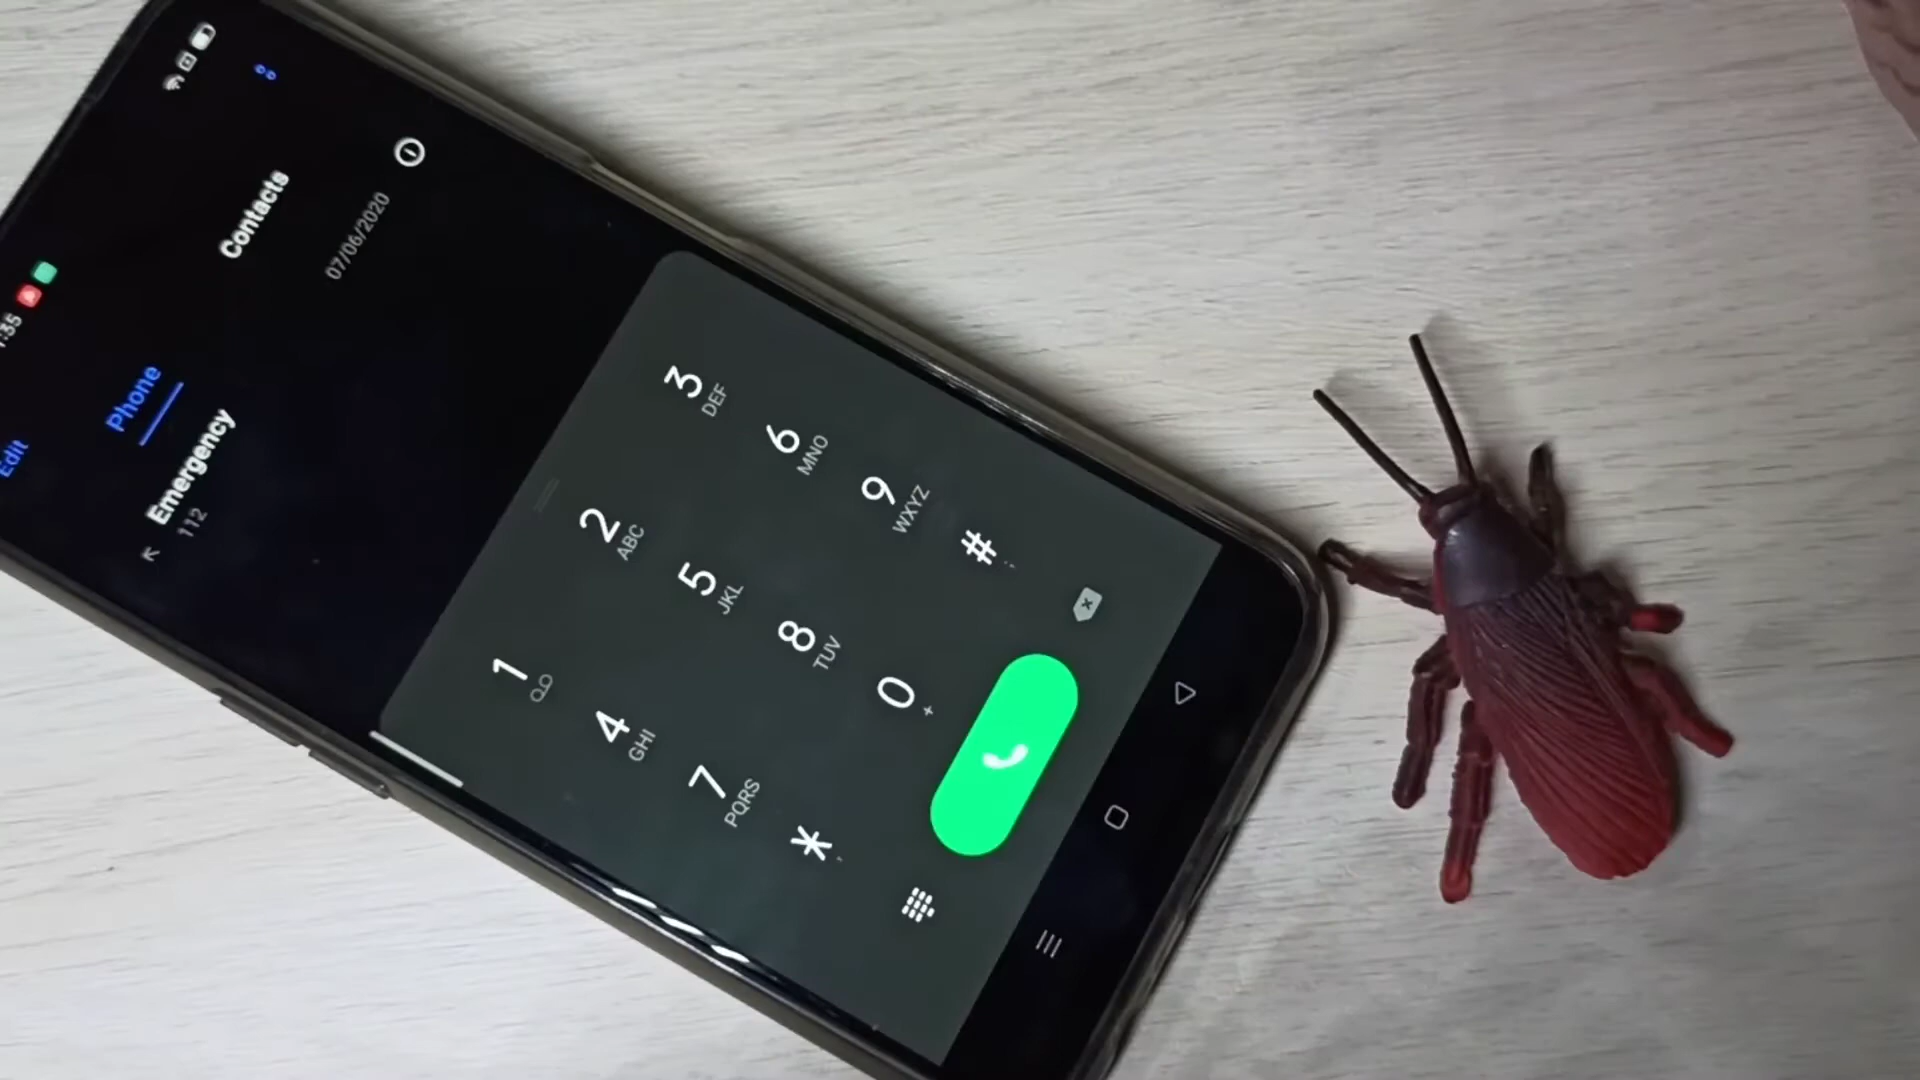 :35
Edit
Phone
Contacts
Emergency
112
07/06/2020
1
2
ABC
3
DEF
4
GHI
5
JKL
6
MNO
7
PQRS
8
TUV
9
WXYZ
*
,
0
+
#
;